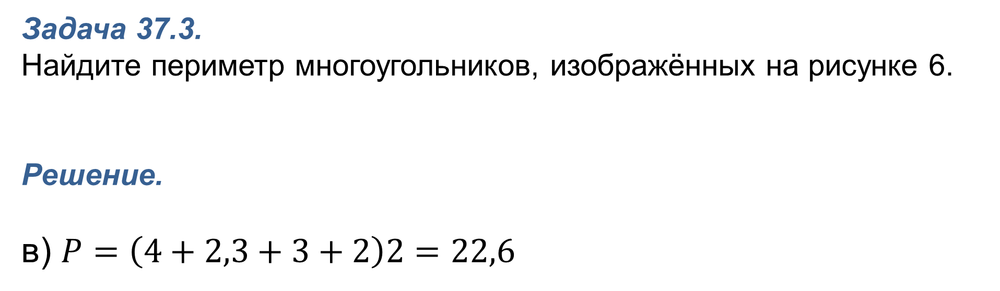 Задача 37.3.
Найдите периметр многоугольников, изображённых на рисунке 6.
Решение.
в) P = (4 + 2,3 + 3 + 2)2 = 22,6